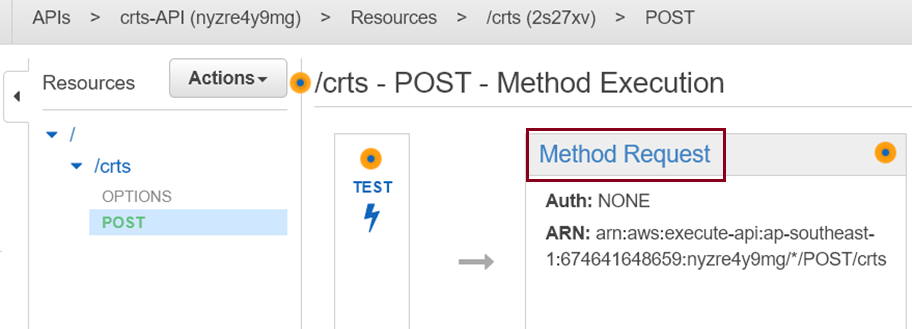 APIs > crts-API (nyzre4y9mg) > Resources > /crts (2s27xv) > POST
Resources
Actions
/crts - POST - Method Execution
/
/crts
OPTIONS
POST
TEST
Method Request
Auth: NONE
ARN: arn:aws:execute-api:ap-southeast-
1:674641648659:nyzre4y9mg/*/POST/crts